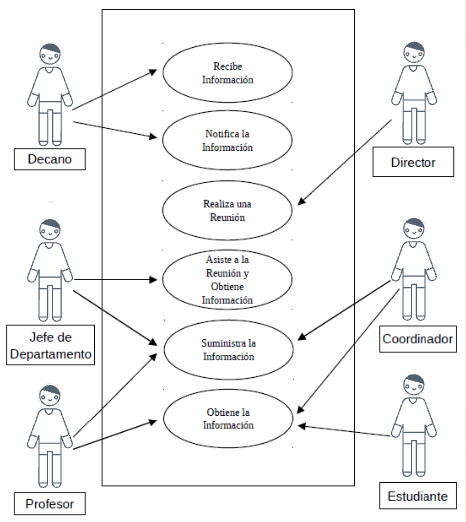 Recibe
Información
Notifica la
Información
Realiza una
Reunión
Asiste a la
Reunión y
Obtiene
Información
Suministra la
Información
Obtiene la
Información
Decano
Jefe de
Departamento
Profesor
Director
Coordinador
Estudiante